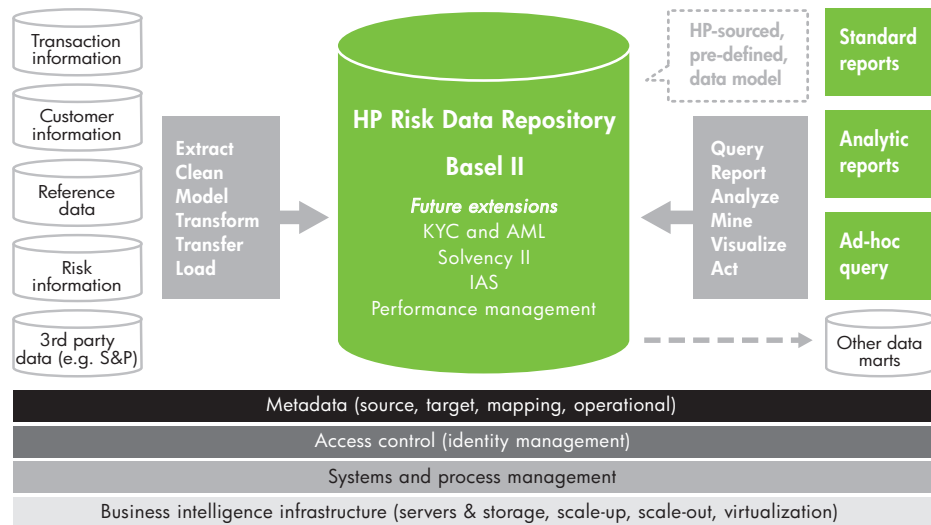 Transaction
information
Customer
information
Reference
data
Risk
information
3rd party
data (e.g. S&P)
Extract
Clean
Model
Transform
Transfer
Load
HP Risk Data Repository
Basel II
Future extensions
KYC and AML
Solvency II
IAS
Performance management
HP-sourced,
pre-defined,
data model
Query
Report
Analyze
Mine
Visualize
Act
Standard
reports
Analytic
reports
Ad-hoc
query
Other data
marts
Metadata (source, target, mapping, operational)
Access control (identity management)
Systems and process management
Business intelligence infrastructure (servers & storage, scale-up, scale-out, virtualization)